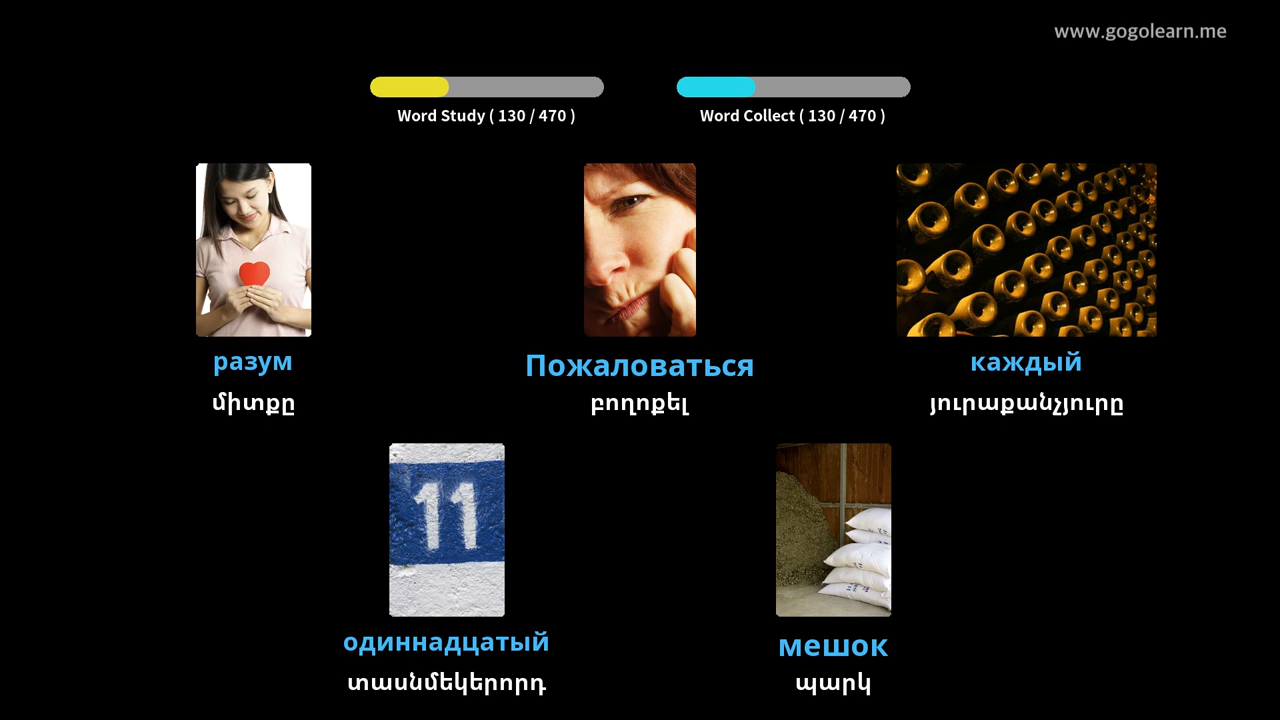 www.gogolearn.me
Word Study ( 130 / 470 )
Word Collect ( 130 / 470 )
разум
միտքը
Пожаловаться
բողոքել
каждый
յուրաքանչյուրը
11
одиннадцатый
տասնմեկերորդ
мешок
պարկ